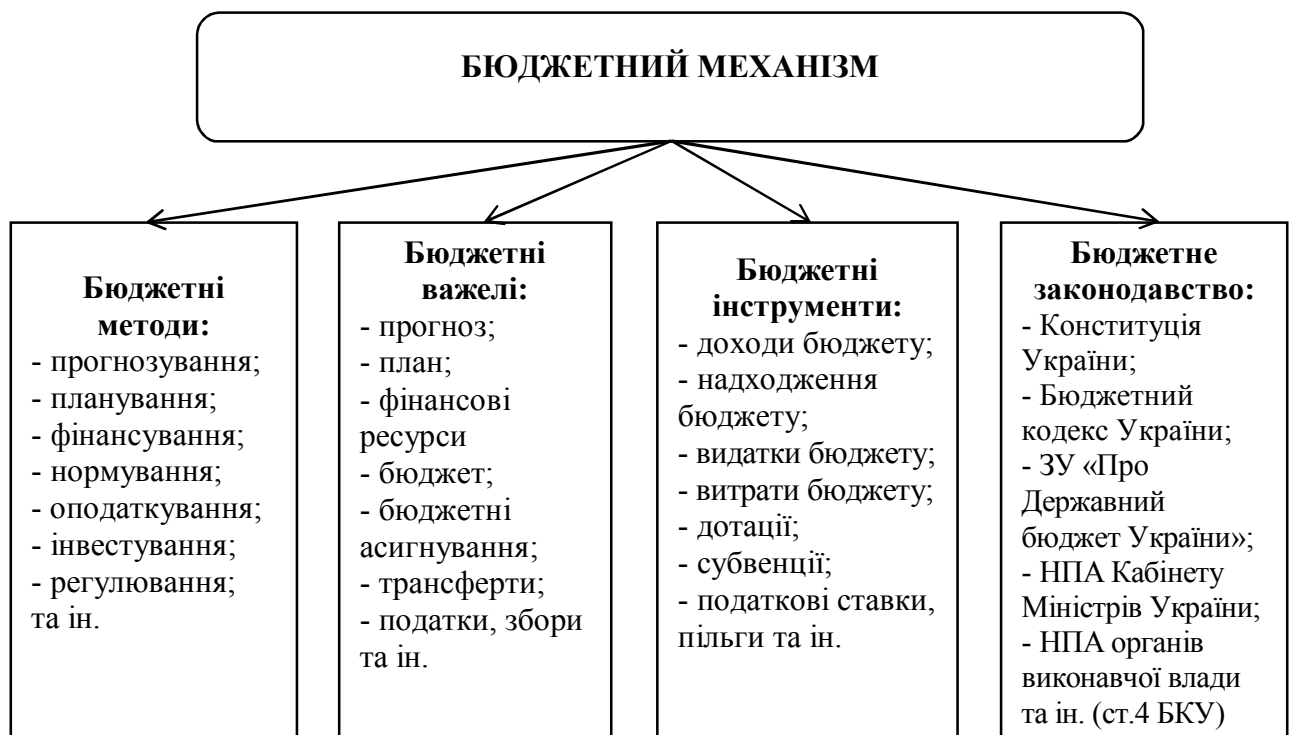 БЮДЖЕТНИЙ МЕХАНІЗМ
Бюджетні
методи:
- прогнозування;
- планування;
- фінансування;
- нормування;
- оподаткування;
- інвестування;
- регулювання;
та ін.
Бюджетні
важелі:
- прогноз;
- план;
- фінансові
ресурси
- бюджет;
- бюджетні
асигнування;
- трансферти;
- податки, збори
та ін.
Бюджетні
інструменти:
- доходи бюджету;
- надходження
бюджету;
- видатки бюджету;
- витрати бюджету;
- дотації;
- субвенції;
- податкові ставки,
пільги та ін.
Бюджетне
законодавство:
- Конституція
України;
- Бюджетний
кодекс України;
- ЗУ «Про
Державний
бюджет України»;
- НПА Кабінету
Міністрів України;
- НПА органів
виконавчої влади
та ін. (ст.4 БКУ)